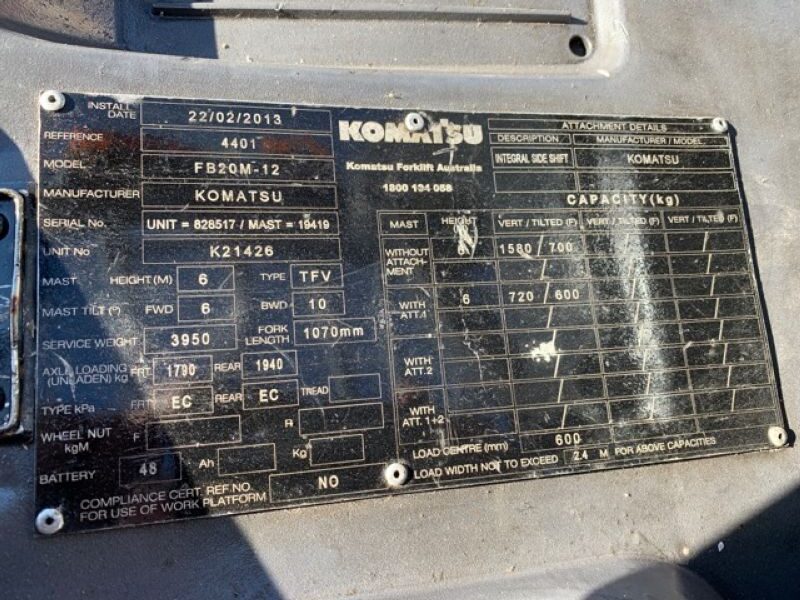 INSTALL DATE 22/02/2013
REFERENCE 4401
MODEL FB20M-12
MANUFACTURER KOMATSU
SERIAL No. UNIT = 828517 / MAST = 19419
UNIT No K21426
MAST HEIGHT(M) 6 TYPE TFV
MAST TILT (º) FWD 6 BWD 10
SERVICE WEIGHT 3950 FORK LENGTH 1070mm
AXLE LOADING (UNLADEN) kg FRT 1790 REAR 1940
TYPE kPa FRT EC REAR EC TREAD
WHEEL NUT kgM F R
BATTERY 48 Ah Kg
COMPLIANCE CERT. REF NO. FOR USE OF WORK PLATFORM NO
KOMATSU
Komatsu Forklift Australia
1800 134 058
ATTACHMENT DETAILS
DESCRIPTION MANUFACTURER / MODEL
INTEGRAL SIDE SHIFT KOMATSU
CAPACITY(kg)
MAST HEIGHT VERT / TILTED (F) VERT / TILTED (F) VERT / TILTED (F)
WITHOUT ATTACH- MENT 6 1580 / 700
WITH ATT.1 6 720 / 600
WITH ATT.2
WITH ATT. 1+2
LOAD CENTRE (mm) 600
LOAD WIDTH NOT TO EXCEED 2.4 M FOR ABOVE CAPACITIES